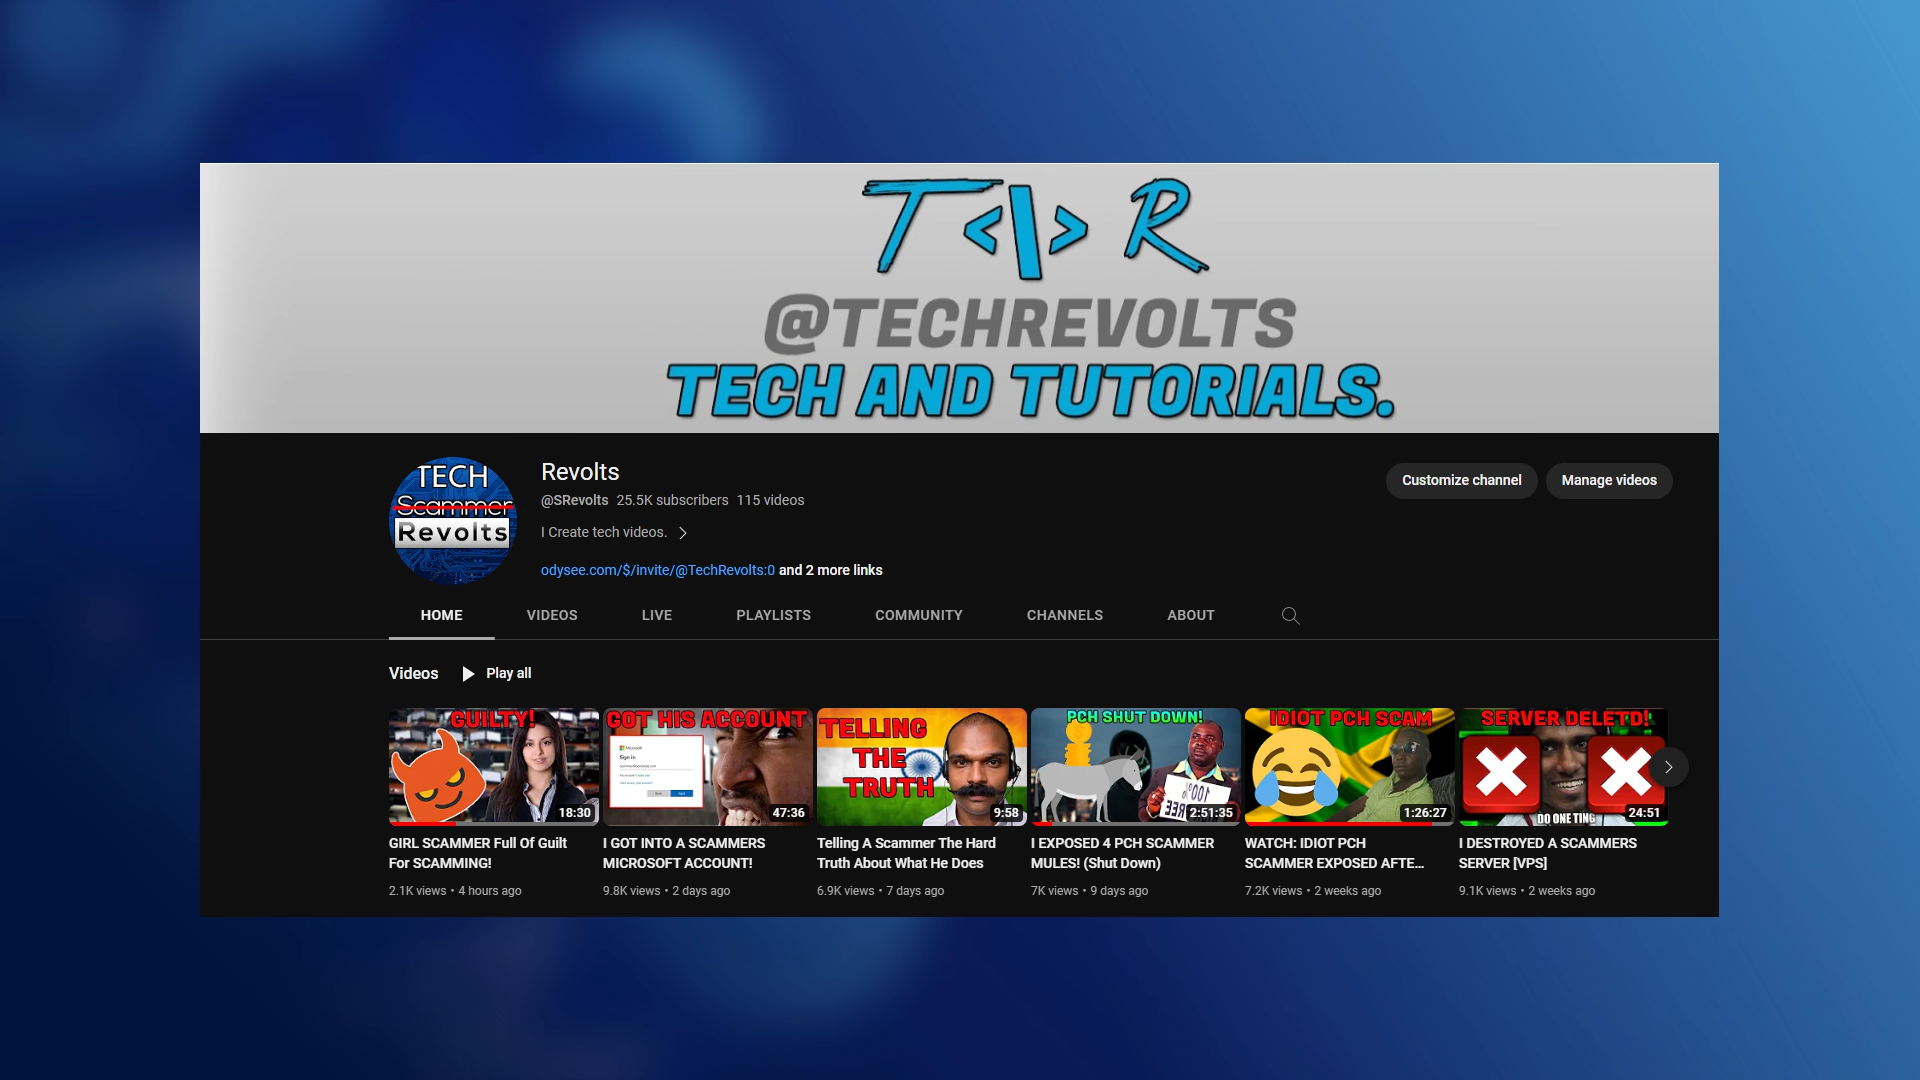 T<\> R
@TECHREVOLTS
TECH AND TUTORIALS.
TECH
Scammer
Revolts
Revolts
@SRevolts 25.5K subscribers 115 videos
I Create tech videos.
odysee.com/$/invite/@TechRevolts:0 and 2 more links
Customize channel
Manage videos
HOME VIDEOS LIVE PLAYLISTS COMMUNITY CHANNELS ABOUT
Videos Play all
GUILTY!
18:30
GIRL SCAMMER Full Of Guilt
For SCAMMING!
2.1K views • 4 hours ago
GOT HIS ACCOUNT
Microsoft
Sign in
47:36
I GOT INTO A SCAMMERS
MICROSOFT ACCOUNT!
9.8K views • 2 days ago
TELLING
THE
TRUTH
9:58
Telling A Scammer The Hard
Truth About What He Does
6.9K views • 7 days ago
PCH SHUT DOWN!
100%
FREE
2:51:35
I EXPOSED 4 PCH SCAMMER
MULES! (Shut Down)
7K views • 9 days ago
IDIOT PCH SCAM
1:26:27
WATCH: IDIOT PCH
SCAMMER EXPOSED AFTE...
7.2K views • 2 weeks ago
SERVER DELETD!
DO ONE TING
24:51
I DESTROYED A SCAMMERS
SERVER [VPS]
9.1K views • 2 weeks ago